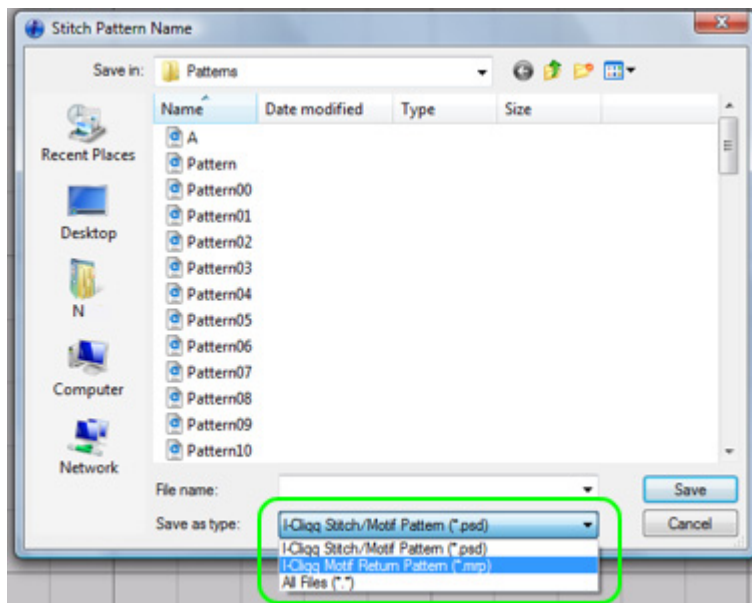 Stitch Pattern Name
Save in: Patterns
Name Date modified Type Size
A
Pattern
Pattern00
Pattern01
Pattern02
Pattern03
Pattern04
Pattern05
Pattern06
Pattern07
Pattern08
Pattern09
Pattern10
Recent Places
Desktop
N
Computer
Network
File name:
Save
Save as type: I-Cliqq Stitch/Motif Pattern (*.psd)
Cancel
I-Cliqq Stitch/Motif Pattern (*.psd)
I-Cliqq Motif Return Pattern (*.mrp)
All Files (*.*)